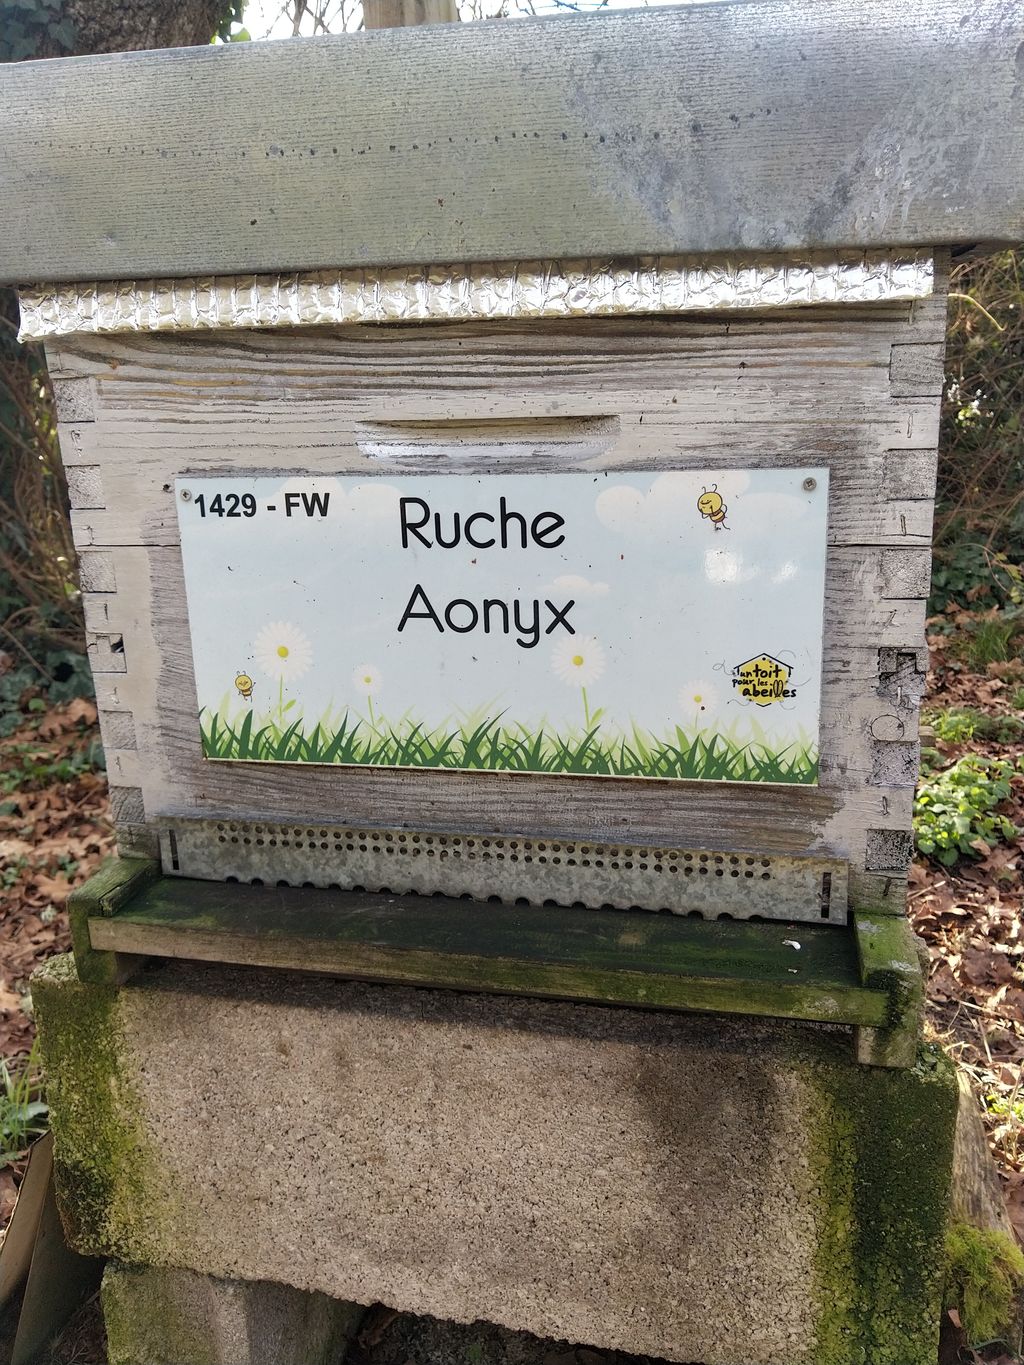 1429 - FW
Ruche
Aonyx
un toit
pour les
abeilles